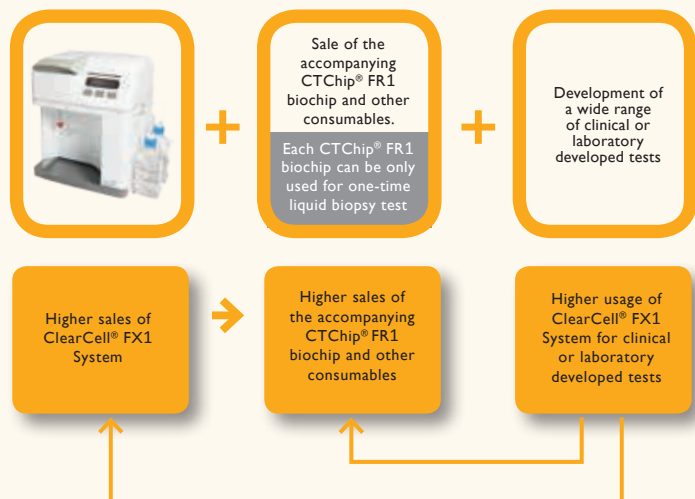 Sale of the
accompanying
CTChip® FR1
biochip and other
consumables.
Each CTChip® FR1
biochip can be only
used for one-time
liquid biopsy test
Development of
a wide range
of clinical or
laboratory
developed tests
Higher sales of
ClearCell® FX1
System
Higher sales of
the accompanying
CTChip® FR1
biochip and other
consumables
Higher usage of
ClearCell® FX1
System for clinical
or laboratory
developed tests